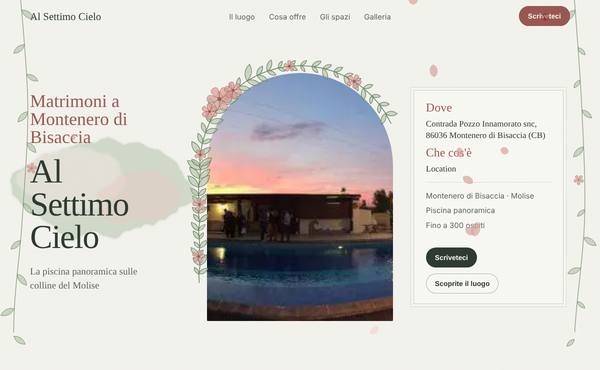 Al Settimo Cielo
Il luogo
Cosa offre
Gli spazi
Galleria
Scriveteci
Matrimoni a
Montenero di
Bisaccia
Al
Settimo
Cielo
La piscina panoramica sulle
colline del Molise
Dove
Contrada Pozzo Innamorato snc,
86036 Montenero di Bisaccia (CB)
Che cos'è
Location
Montenero di Bisaccia · Molise
Piscina panoramica
Fino a 300 ospiti
Scriveteci
Scoprite il luogo